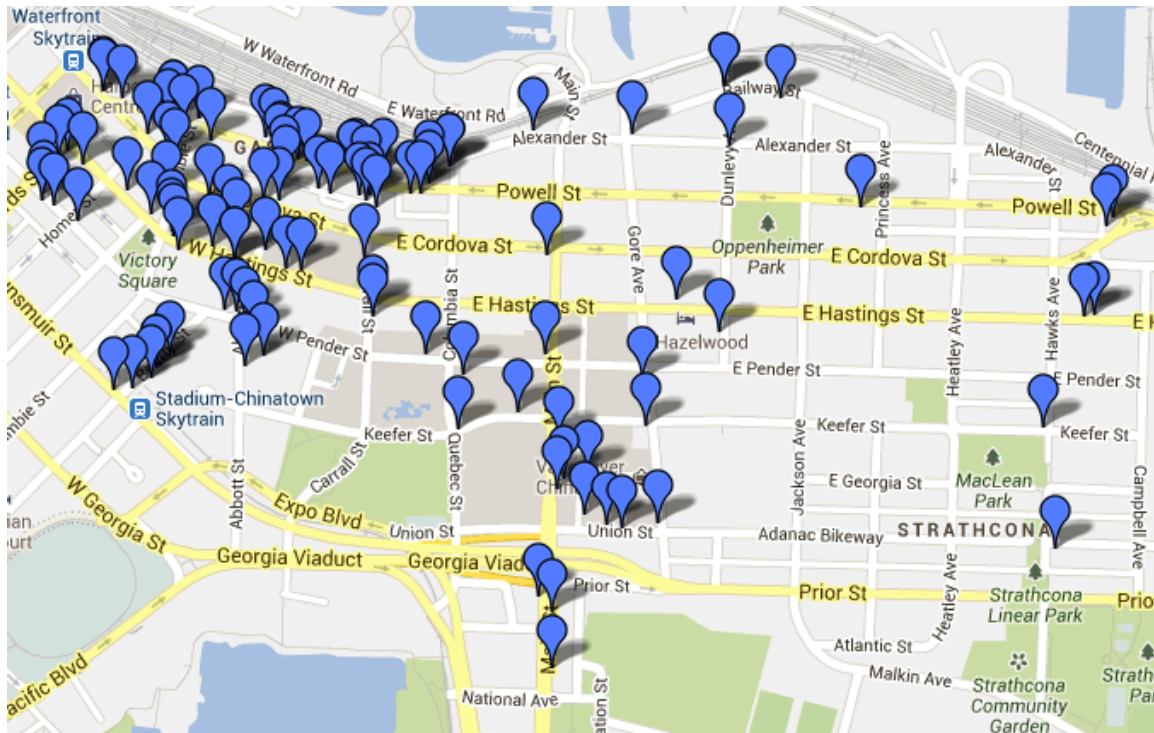 Waterfront
Skytrain
W Waterfront Rd
Main St
Railway St
E Waterfront Rd
Alexander St
Alexander St
Alexander St
Centennial
Dunlevy
Princess Ave
Powell St
Powell St
Homer St
Victory
Square
W Hastings St
E Cordova St
Gore Ave
Oppenheimer
Park
E Cordova St
E Hastings St
E Hastings St
Hazelwood
Heatley Ave
Hawks Ave
W Pender St
Columbia St
E Pender St
E Pender St
Stadium-Chinatown
Skytrain
Keefer St
Keefer St
Keefer St
Quebec St
Carrall St
Abbott St
Jackson Ave
E Georgia St
MacLean
Park
Campbell Ave
W Georgia St
Expo Blvd
Union St
Union St
Adanac Bikeway
STRATHCONA
Georgia Viaduct
Georgia Viad
Prior St
Prior St
Prio
Heatley Ave
Strathcona
Linear Park
Atlantic St
Malkin Ave
National Ave
Strathcona
Community
Garden
Pacific Blvd